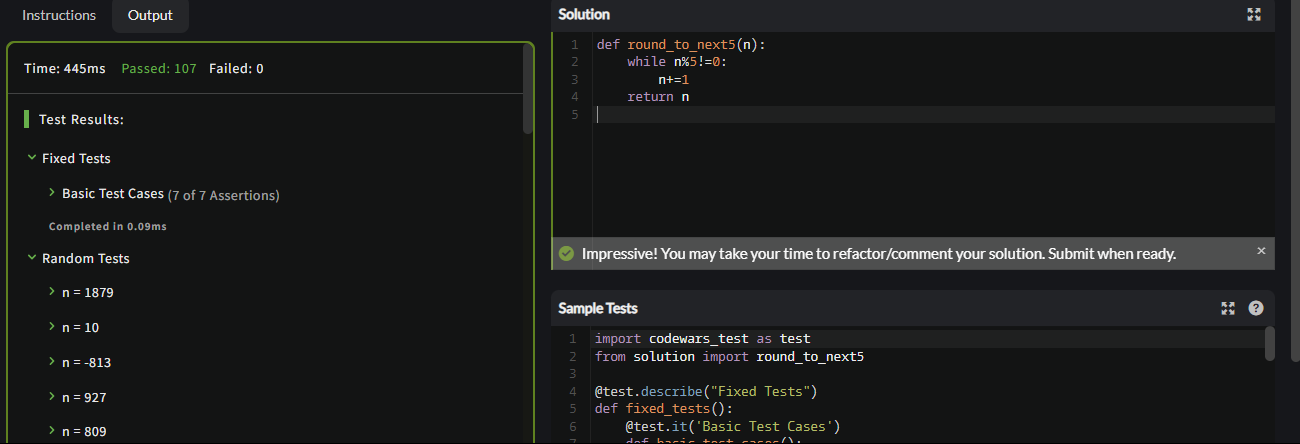 Instructions
Output
Time: 445ms Passed: 107 Failed: 0
Test Results:
Fixed Tests
Basic Test Cases (7 of 7 Assertions)
Completed in 0.09ms
Random Tests
n = 1879
n = 10
n = -813
n = 927
n = 809
Solution
1 def round_to_next5(n):
2     while n%5!=0:
3         n+=1
4     return n
5
Impressive! You may take your time to refactor/comment your solution. Submit when ready.
Sample Tests
1 import codewars_test as test
2 from solution import round_to_next5
3
4 @test.describe("Fixed Tests")
5 def fixed_tests():
6     @test.it('Basic Test Cases')
7     def basic_test_cases():